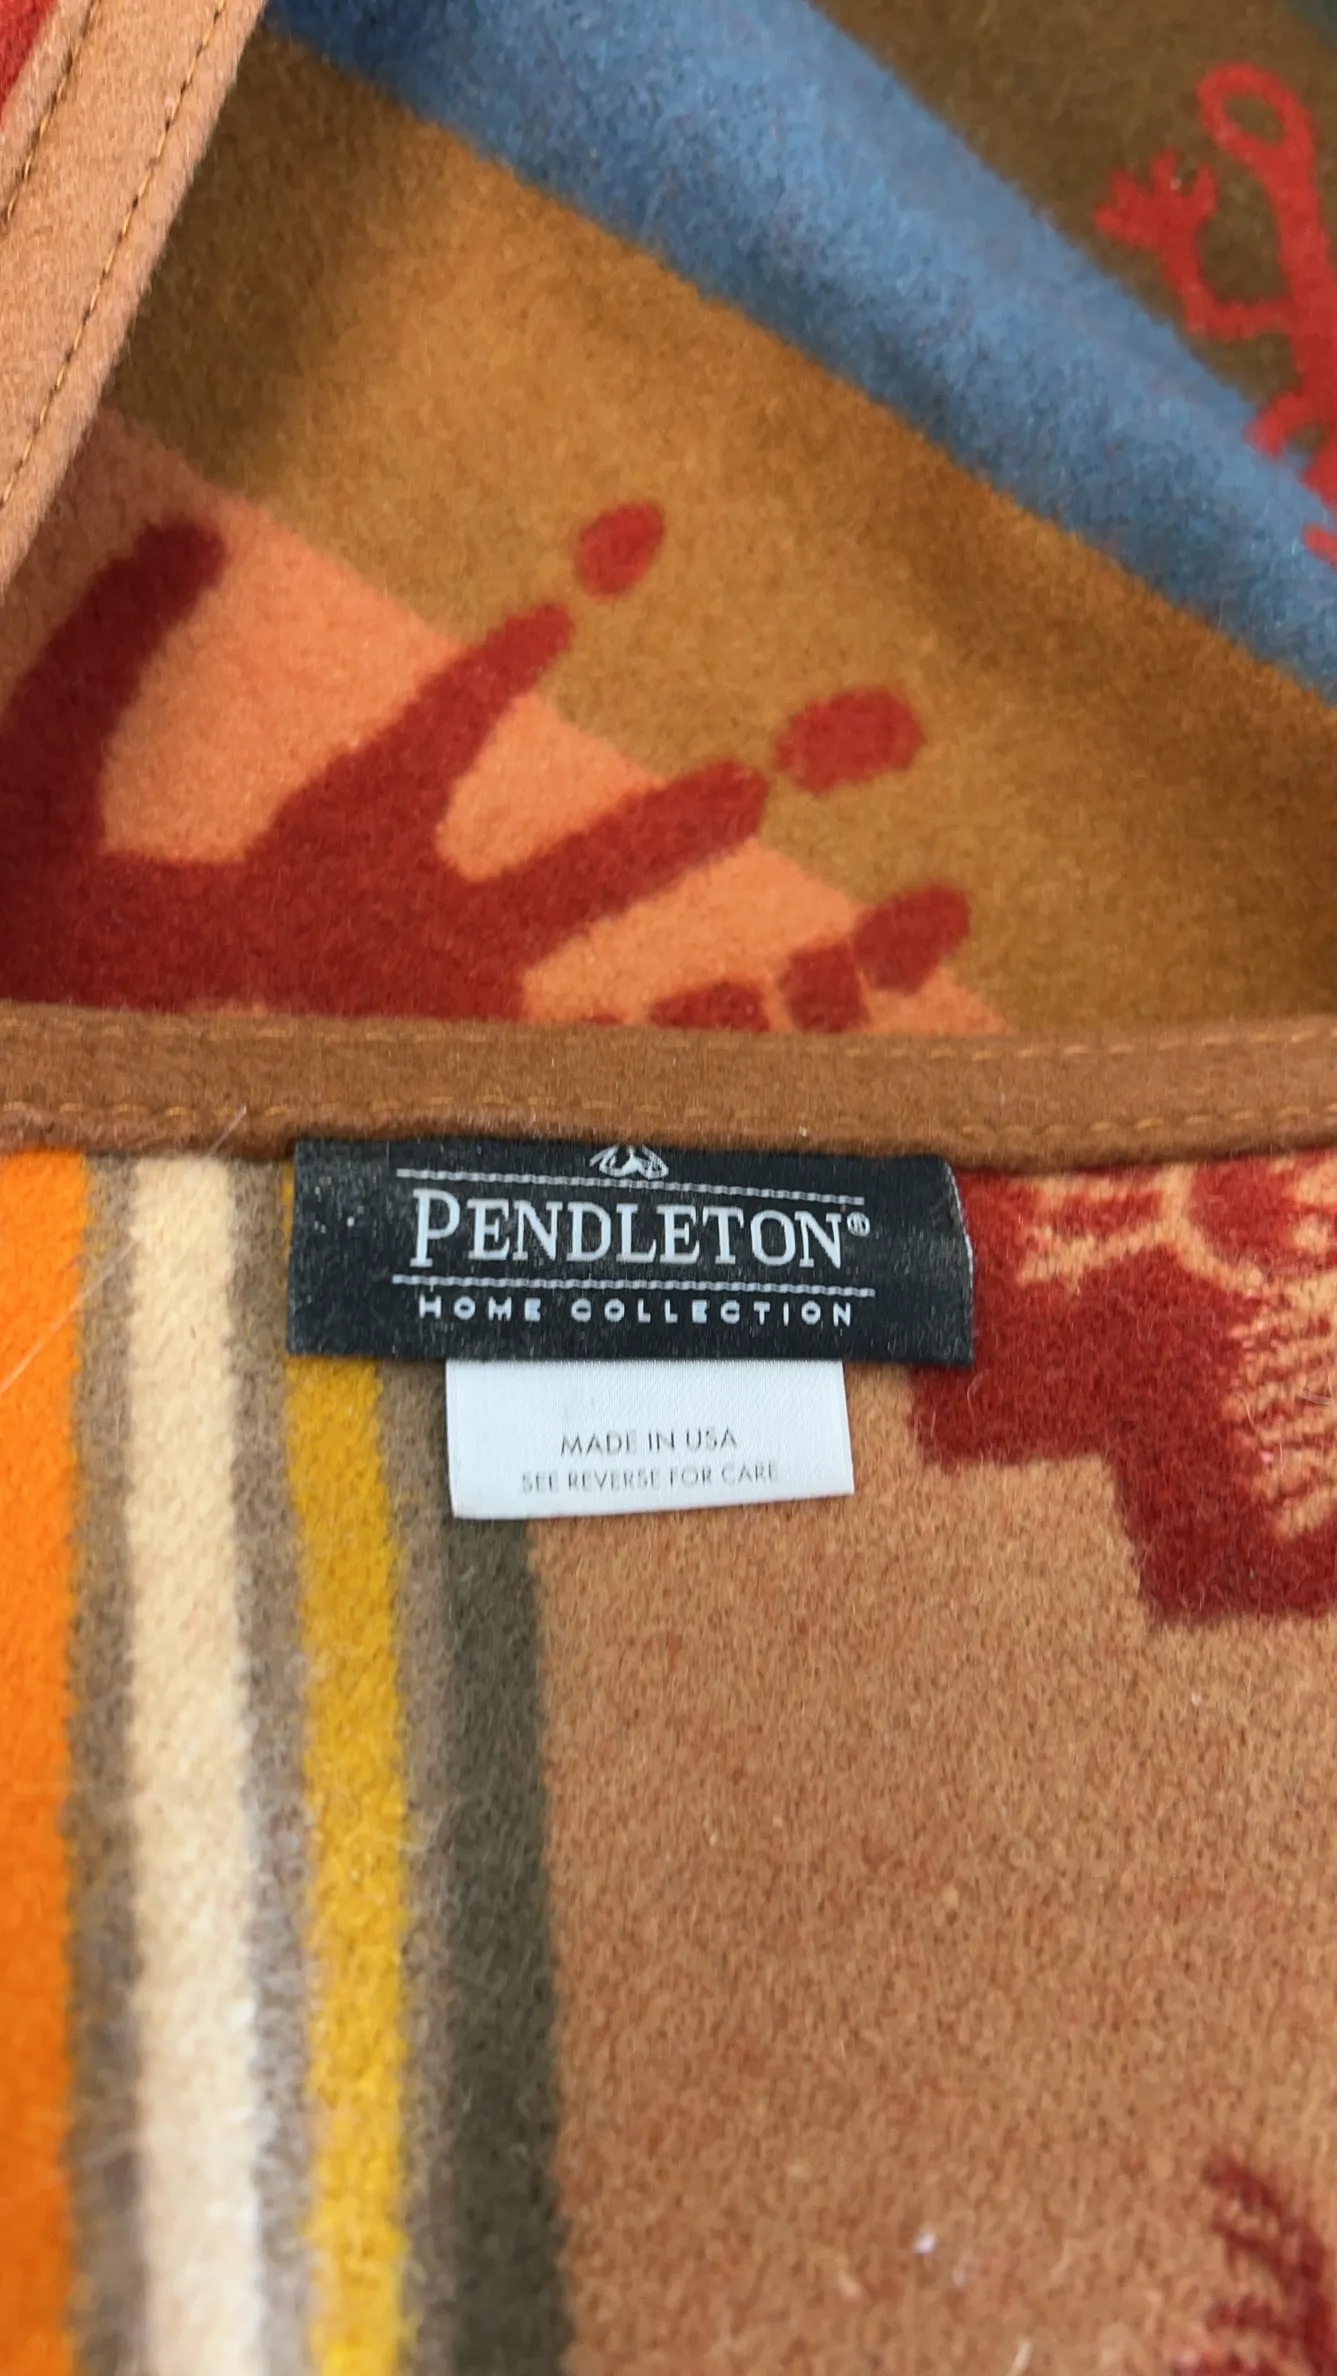 PENDLETON®
HOME COLLECTION
MADE IN USA
SEE REVERSE FOR CARE